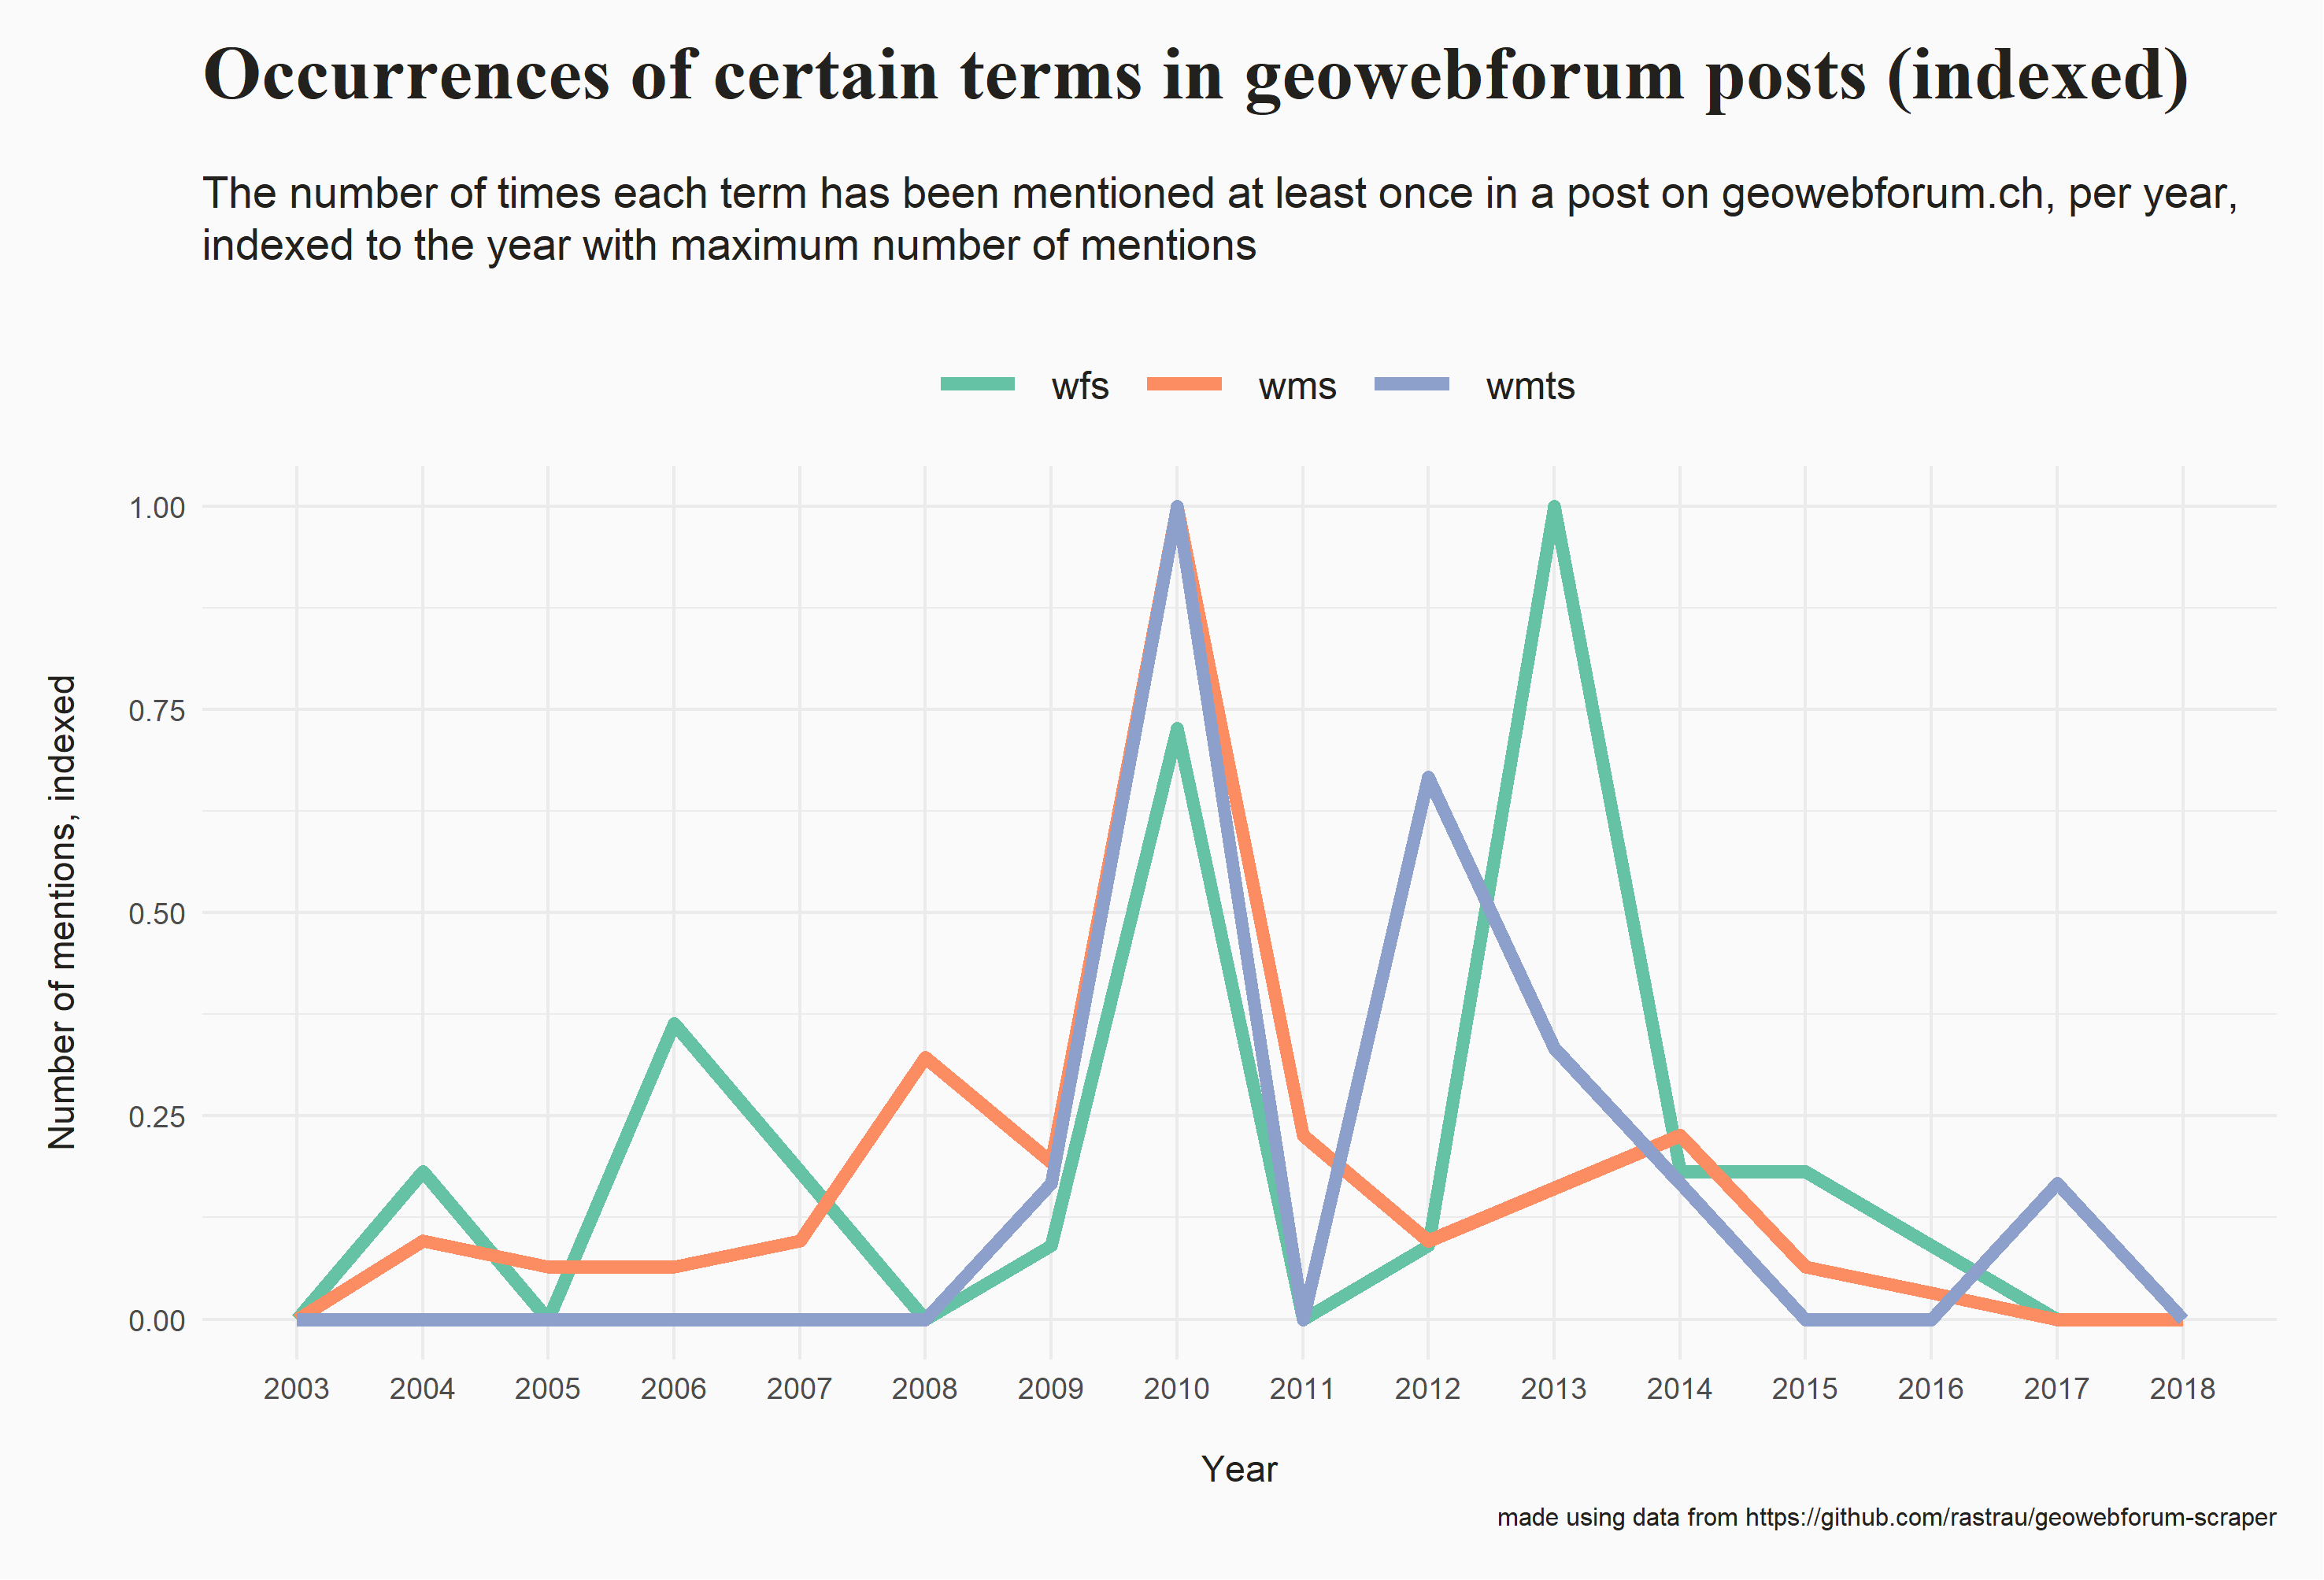 Occurrences of certain terms in geowebforum posts (indexed)
The number of times each term has been mentioned at least once in a post on geowebforum.ch, per year,
indexed to the year with maximum number of mentions
wfs wms wmts
Number of mentions, indexed
1.00
0.75
0.50
0.25
0.00
2003 2004 2005 2006 2007 2008 2009 2010 2011 2012 2013 2014 2015 2016 2017 2018
Year
made using data from https://github.com/rastrau/geowebforum-scraper